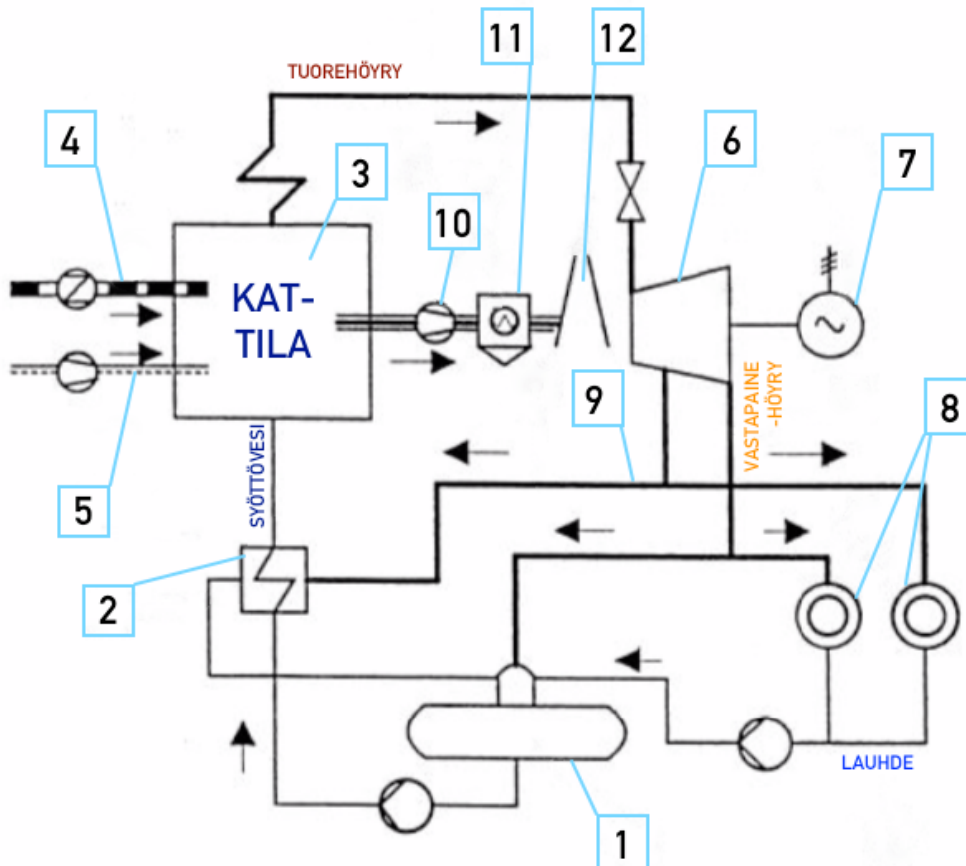 11
12
TUOREHÖYRY
4
3
6
7
10
KAT-
TILA
5
SYÖTTÖVESI
9
VASTAPAINE
-HÖYRY
8
2
LAUHDE
1